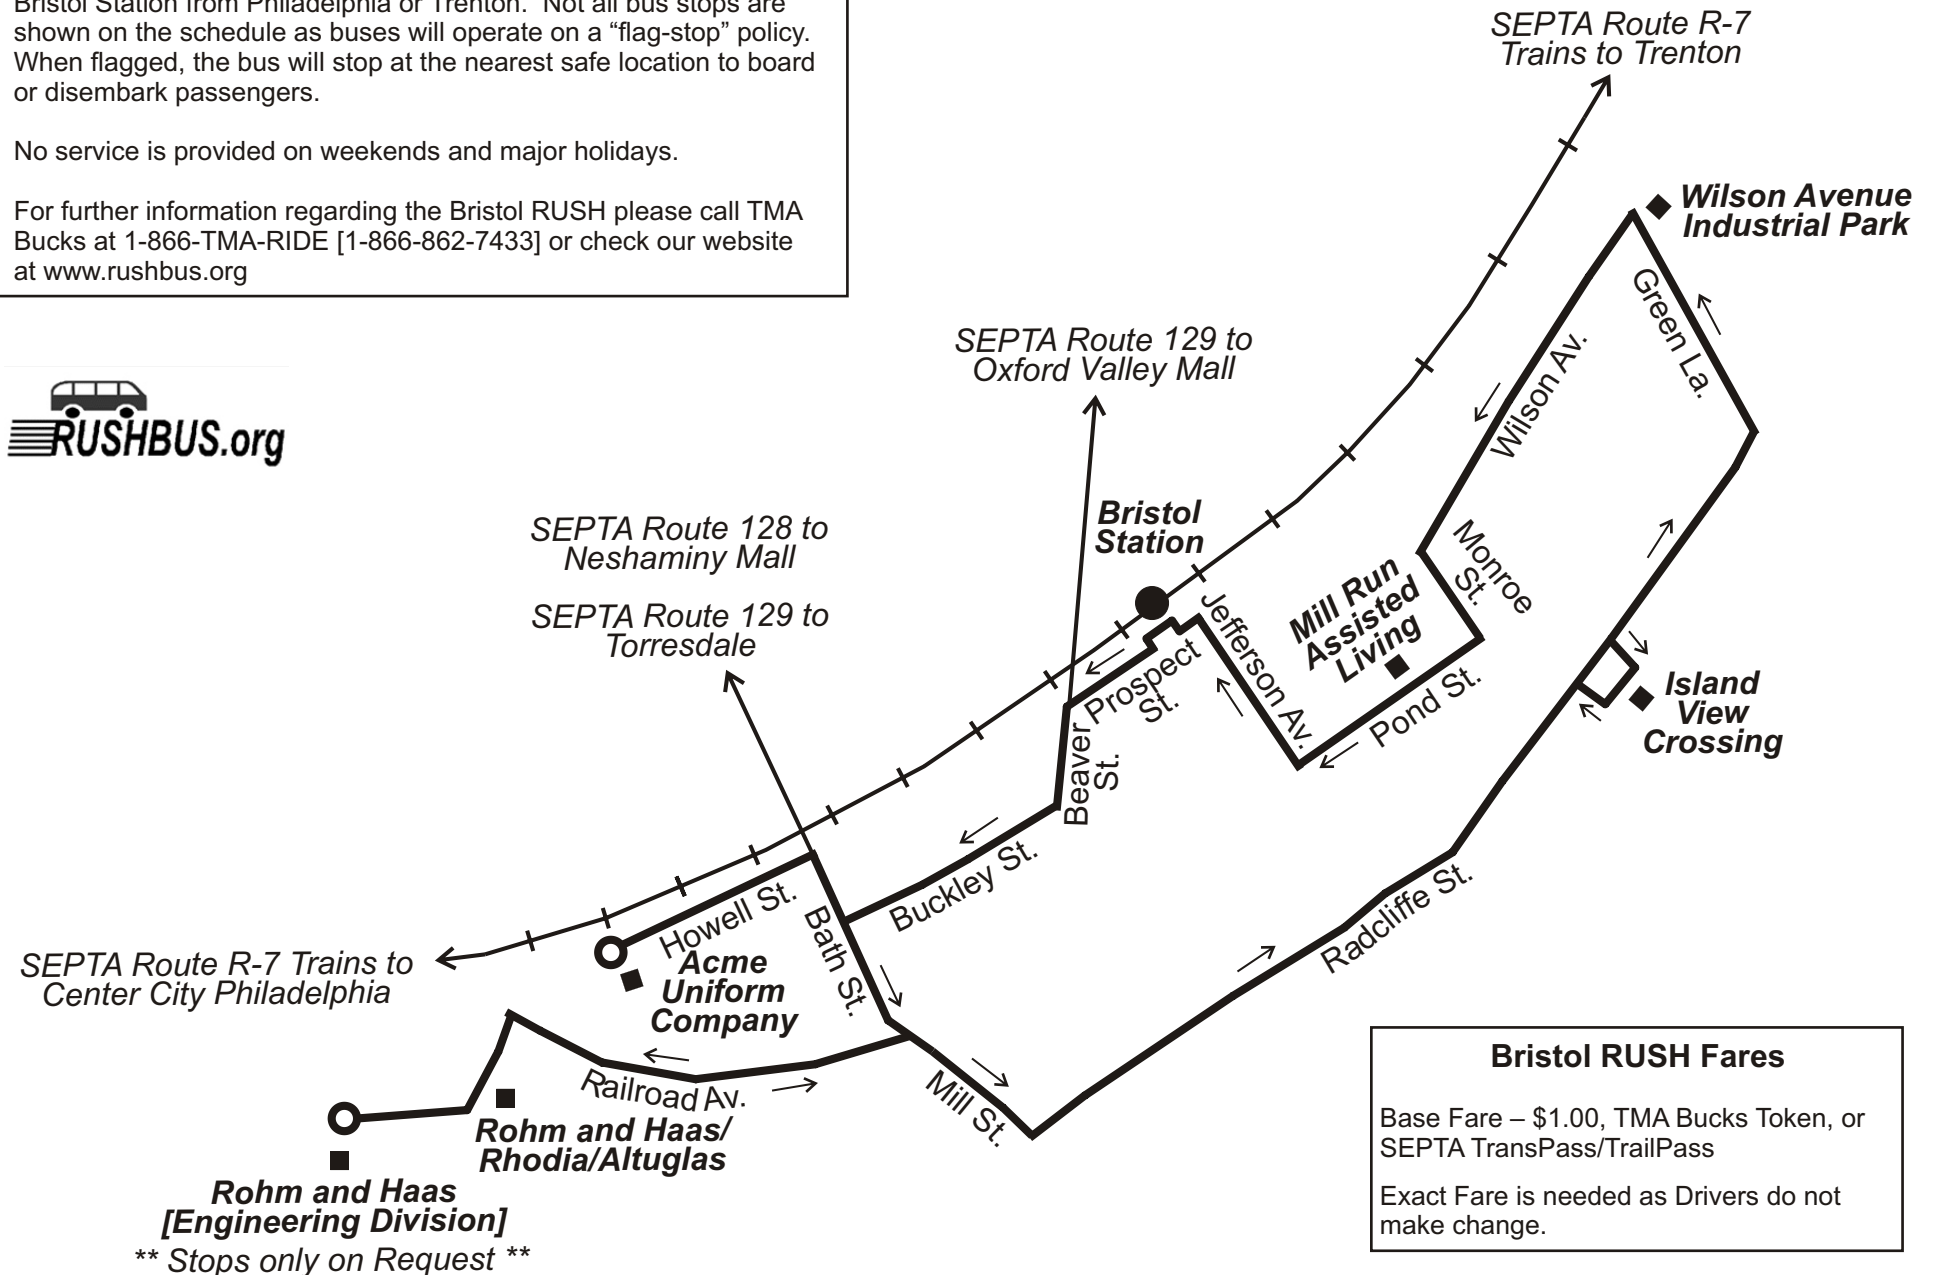 Bristol Station from Philadelphia or Trenton. Not all bus stops are
shown on the schedule as buses will operate on a “flag-stop” policy.
When flagged, the bus will stop at the nearest safe location to board
or disembark passengers.
No service is provided on weekends and major holidays.
For further information regarding the Bristol RUSH please call TMA
Bucks at 1-866-TMA-RIDE [1-866-862-7433] or check our website
at www.rushbus.org
RUSHBUS.org
SEPTA Route R-7
Trains to Trenton
Wilson Avenue
Industrial Park
Green La.
Wilson Av.
SEPTA Route 129 to
Oxford Valley Mall
Bristol
Station
SEPTA Route 128 to
Neshaminy Mall
SEPTA Route 129 to
Torresdale
Monroe
St.
Mill Run
Assisted
Living
Jefferson Av.
Prospect
St.
Pond St.
Island
View
Crossing
Beaver
St.
Buckley St.
Howell St.
Bath St.
Radcliffe St.
SEPTA Route R-7 Trains to
Center City Philadelphia
Acme
Uniform
Company
Railroad Av.
Mill St.
Rohm and Haas/
Rhodia/Altuglas
Rohm and Haas
[Engineering Division]
** Stops only on Request **
Bristol RUSH Fares
Base Fare – $1.00, TMA Bucks Token, or
SEPTA TransPass/TrailPass
Exact Fare is needed as Drivers do not
make change.